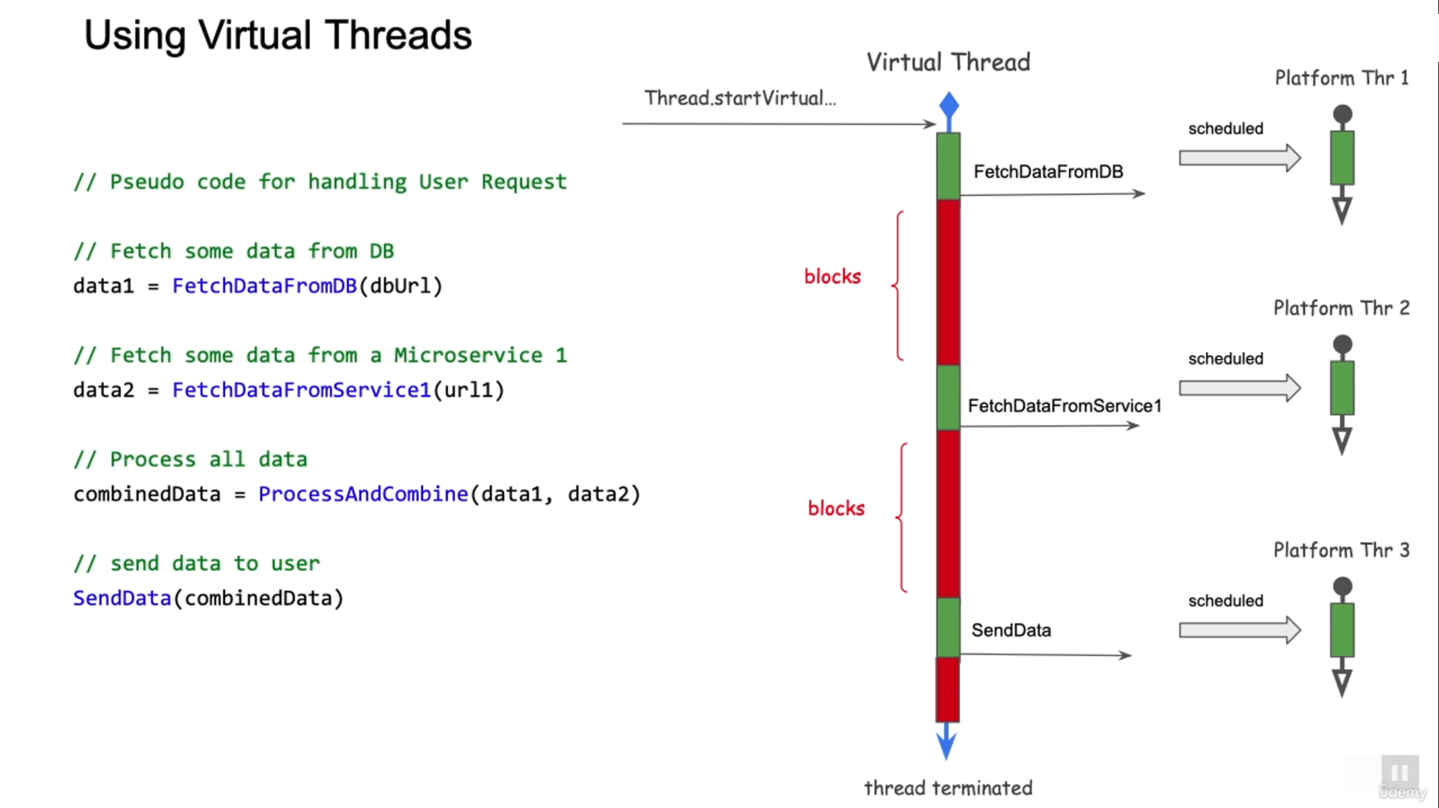 Using Virtual Threads
// Pseudo code for handling User Request
// Fetch some data from DB
data1 = FetchDataFromDB(dbUrl)
// Fetch some data from a Microservice 1
data2 = FetchDataFromService1(url1)
// Process all data
combinedData = ProcessAndCombine(data1, data2)
// send data to user
SendData(combinedData)
Virtual Thread
Thread.startVirtual...
FetchDataFromDB
blocks
FetchDataFromService1
blocks
SendData
thread terminated
Platform Thr 1
scheduled
Platform Thr 2
scheduled
Platform Thr 3
scheduled
ûdemy